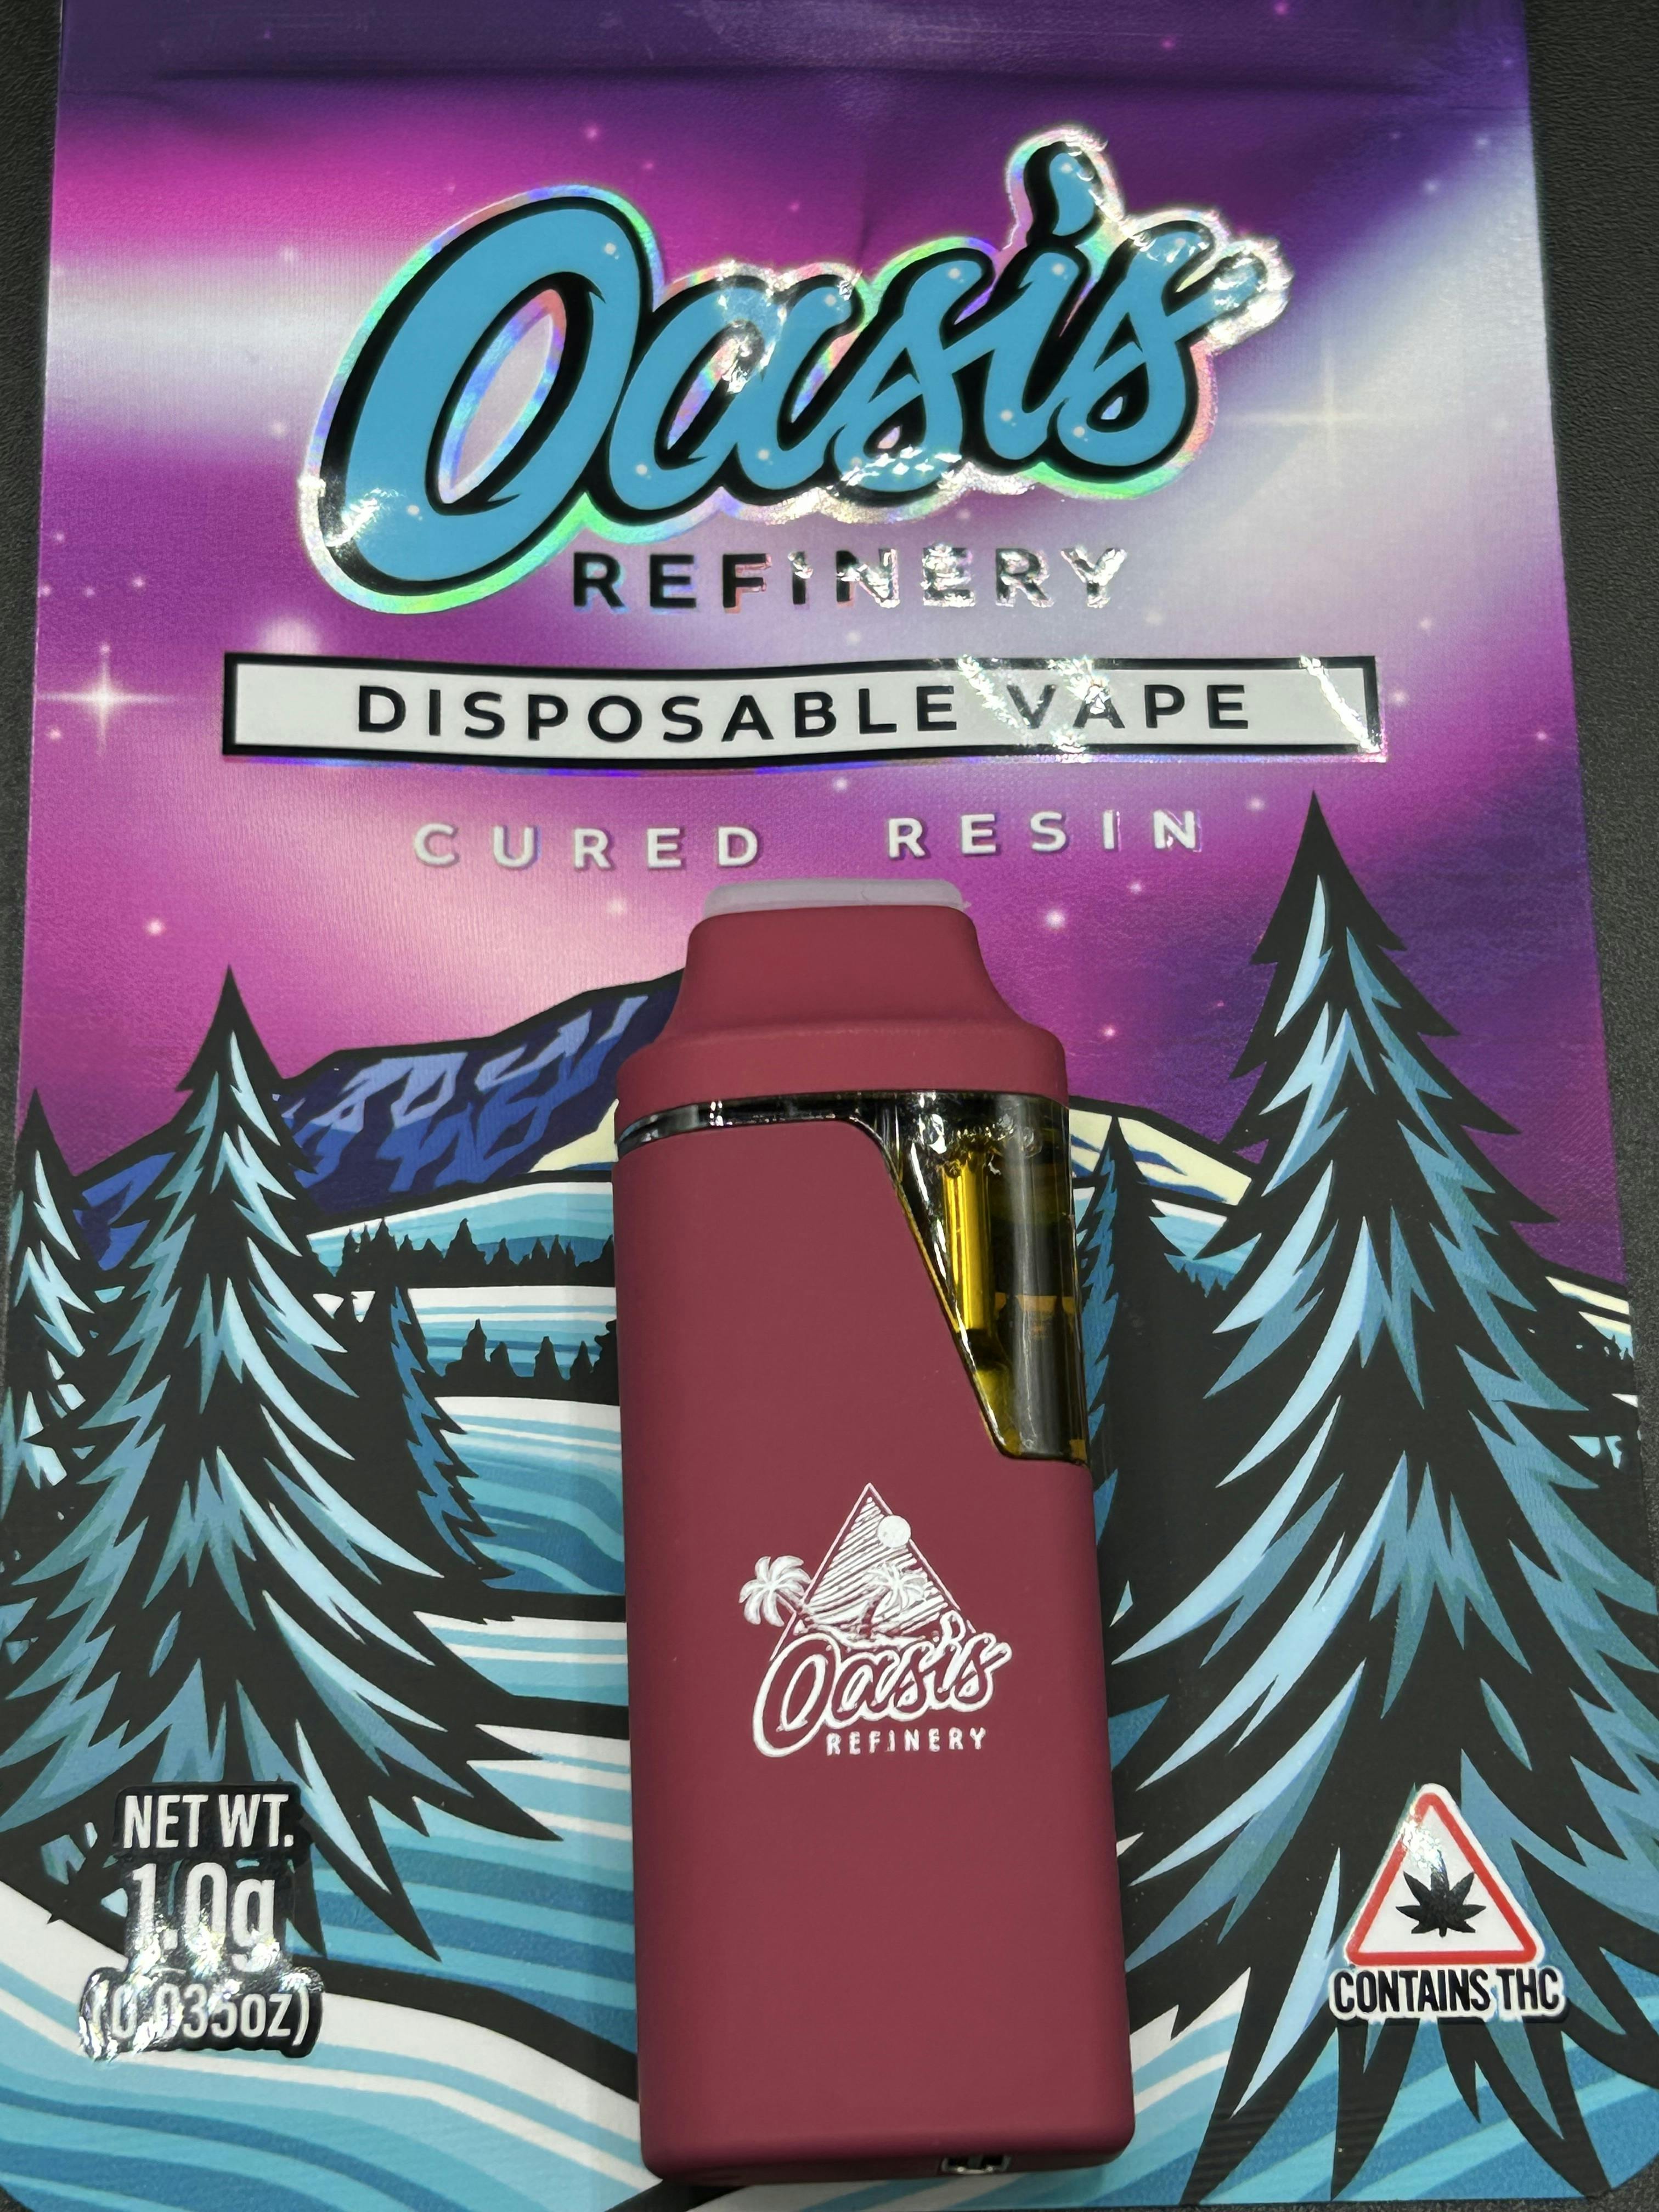 Oasis
REFINERY
DISPOSABLE VAPE
CURED RESIN
Oasis
REFINERY
NET WT.
1.0g
(0.035oz)
CONTAINS THC